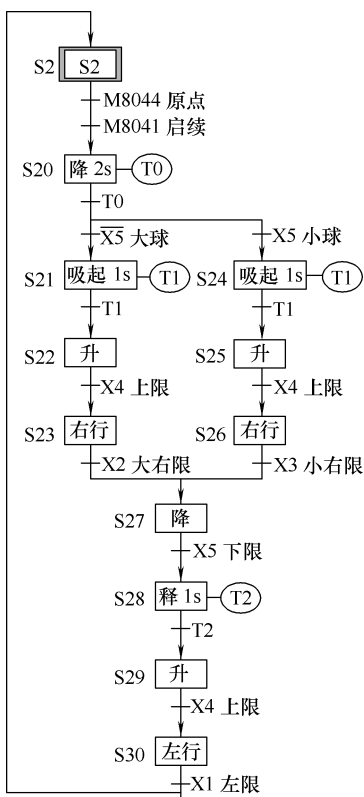 S2 S2
M8044 原点
M8041 启续
S20 降 2s T0
T0
X̅5̅ 大球 X5 小球
S21 吸起 1s T1 S24 吸起 1s T1
T1 T1
S22 升 S25 升
X4 上限 X4 上限
S23 右行 S26 右行
X2 大右限 X3 小右限
S27 降
X5 下限
S28 释 1s T2
T2
S29 升
X4 上限
S30 左行
X1 左限